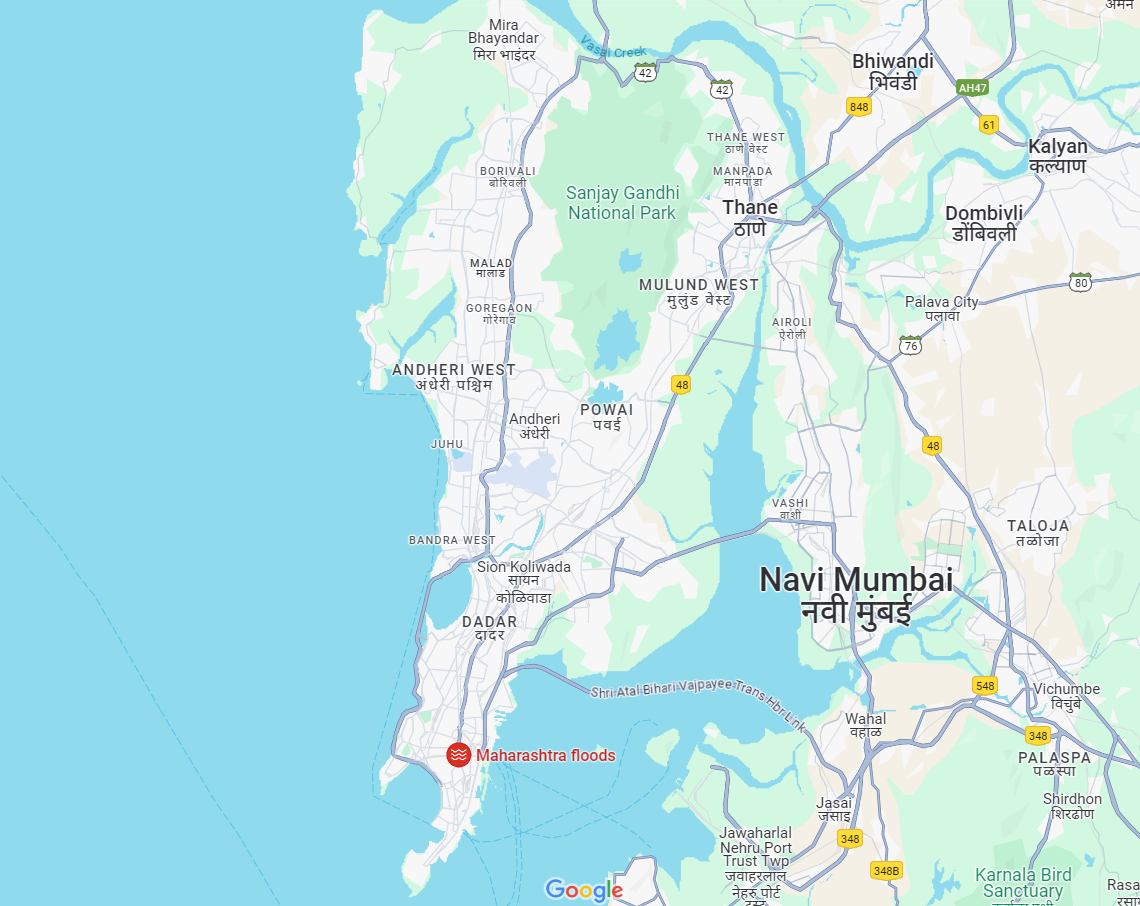 Mira
Bhayandar
मिरा भाइंदर
Vasai Creek
42
42
Bhiwandi
भिवंडी
AH47
848
61
THANE WEST
ठाणे वेस्ट
Kalyan
कल्याण
BORIVALI
बोरिवली
MANPADA
मानपाडा
Sanjay Gandhi
National Park
Thane
ठाणे
Dombivli
डोंबिवली
MALAD
मालाड
MULUND WEST
मुलुंड वेस्ट
80
GOREGAON
गोरेगाव
Palava City
पलावा
AIROLI
ऐरोली
76
ANDHERI WEST
अंधेरी पश्चिम
48
Andheri
अंधेरी
POWAI
पवई
JUHU
48
VASHI
वाशी
TALOJA
तळोजा
BANDRA WEST
Sion Koliwada
सायन
कोळिवाडा
Navi Mumbai
नवी मुंबई
DADAR
दादर
Shri Atal Bihari Vajpayee Trans Hbr Link
548
Vichumbe
विचुंबे
Wahal
वहाळ
348
Maharashtra floods
PALASPA
पळस्पा
Jasai
जसाइ
Shirdhon
शिरढोण
348
Jawaharlal
Nehru Port
Trust Twp
जवाहरलाल
नेहरू पोर्ट
348B
Karnala Bird
Sanctuary
Google